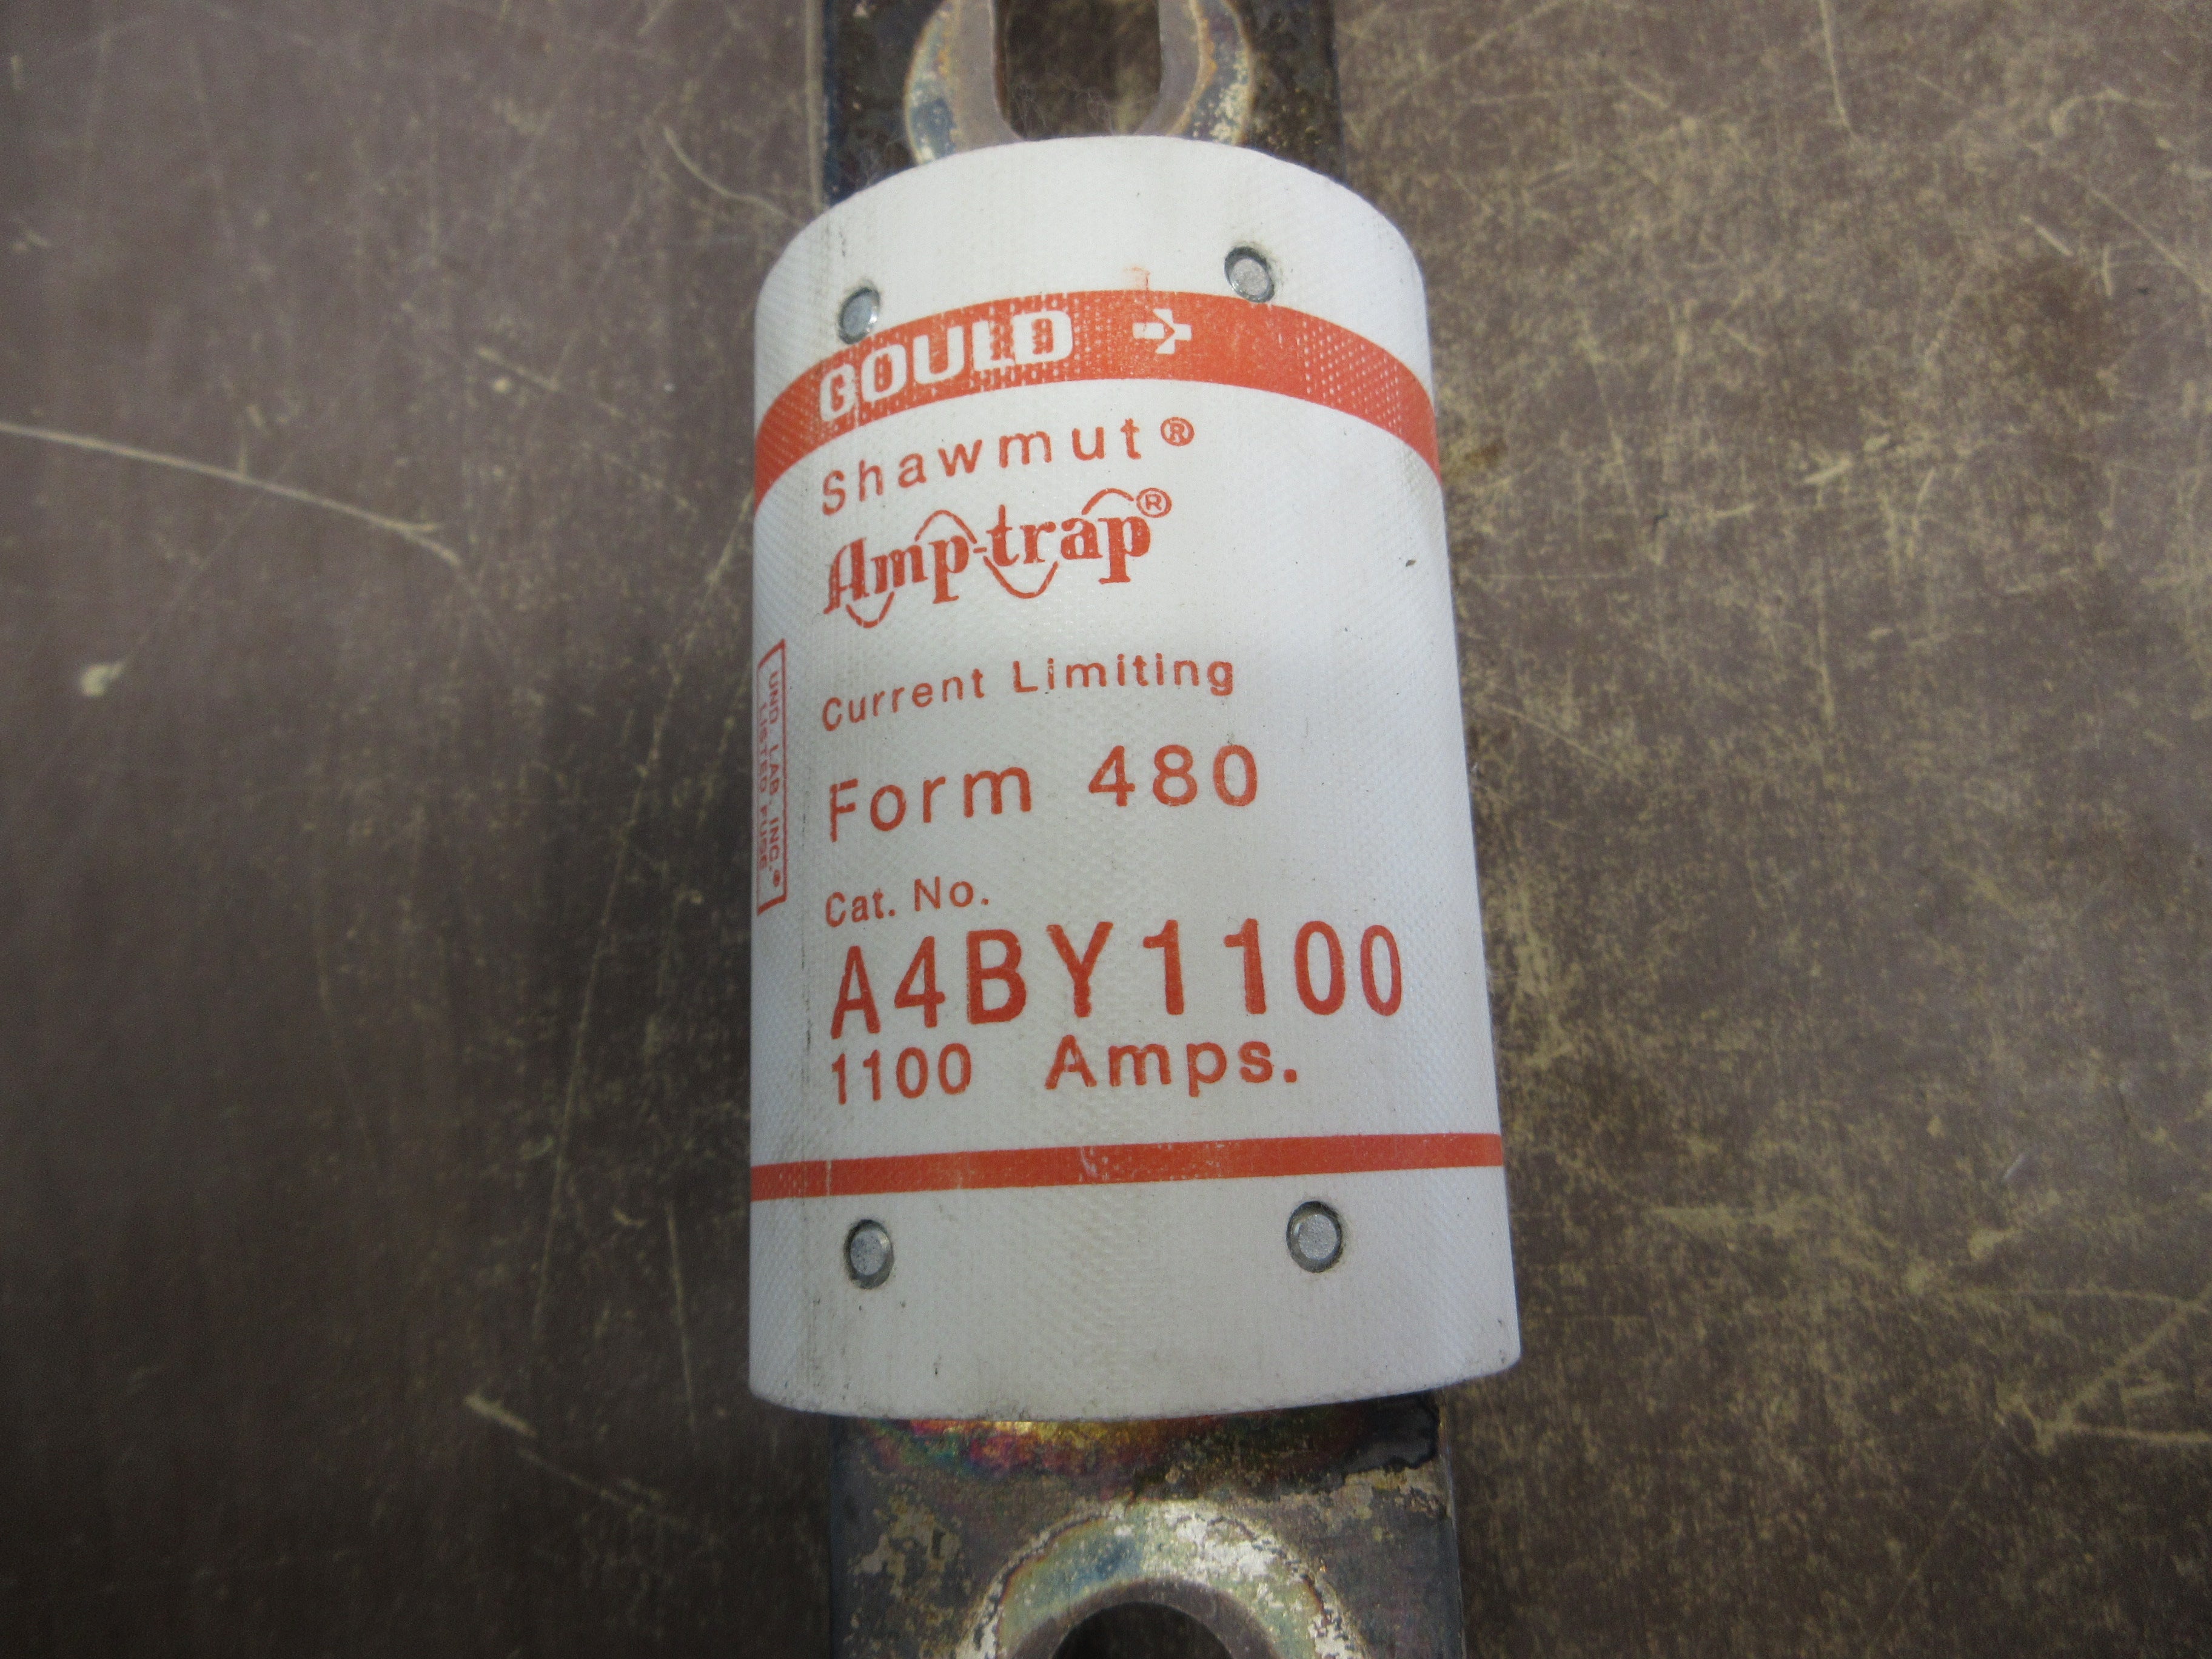 GOULD
Shawmut®
Amp-trap®
Current Limiting
Form 480
Cat. No.
A4BY1100
1100 Amps.
UND. LAB. INC.®
LISTED FUSE